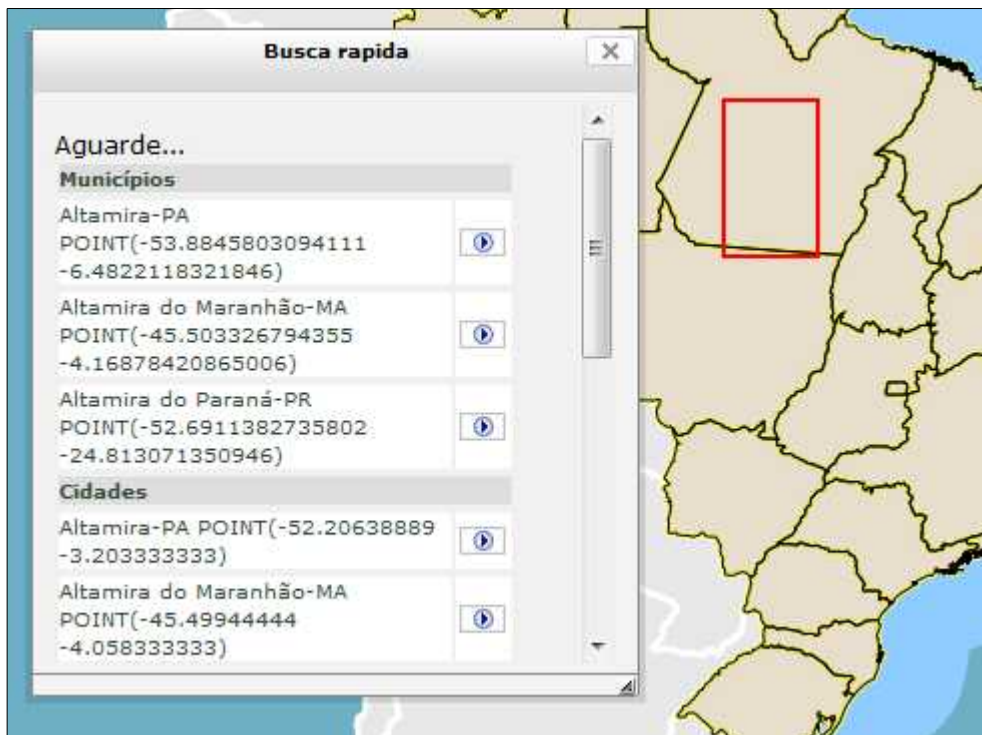 Busca rapida
Aguarde...
Municípios
Altamira-PA
POINT(-53.8845803094111
-6.4822118321846)
Altamira do Maranhão-MA
POINT(-45.503326794355
-4.16878420865006)
Altamira do Paraná-PR
POINT(-52.6911382735802
-24.813071350946)
Cidades
Altamira-PA POINT(-52.20638889
-3.203333333)
Altamira do Maranhão-MA
POINT(-45.49944444
-4.058333333)